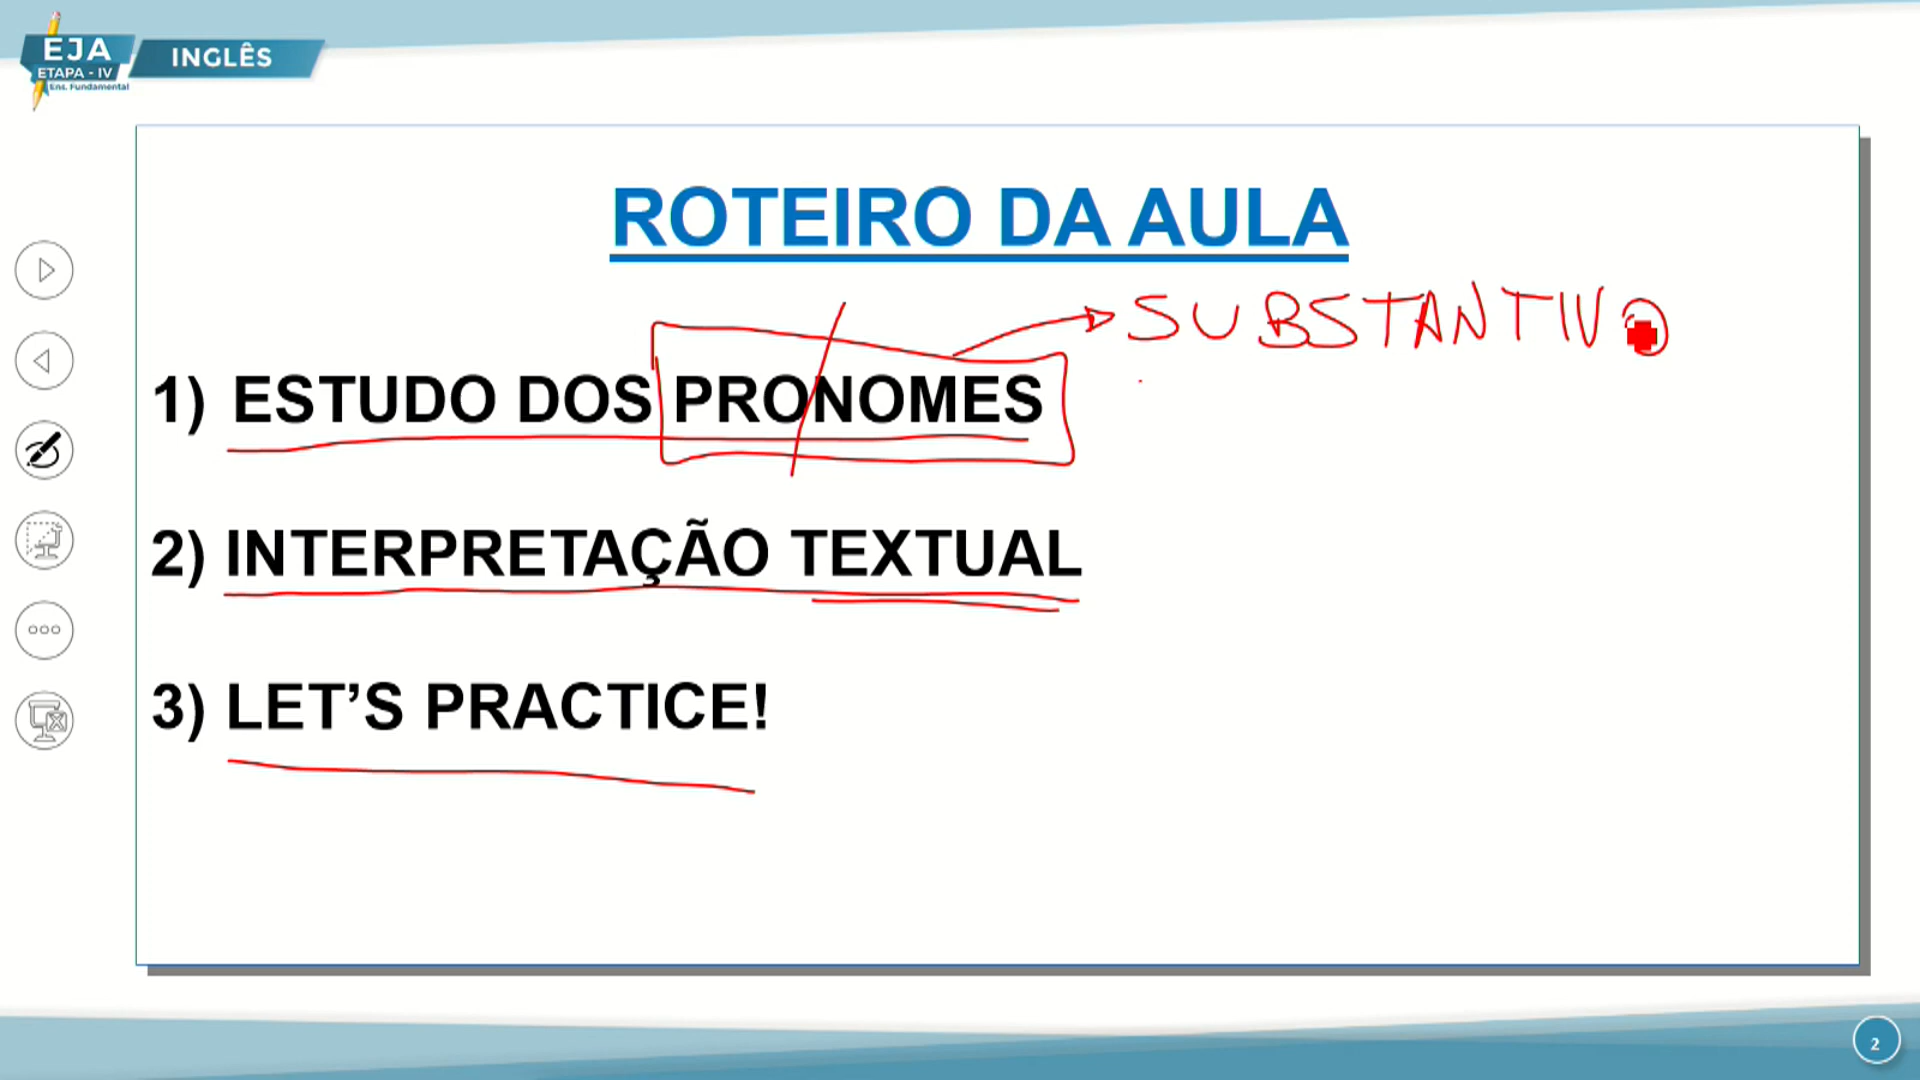 EJA
ETAPA - IV
Ens. Fundamental
INGLÊS
ROTEIRO DA AULA
SUBSTANTIVO
1) ESTUDO DOS PRONOMES
2) INTERPRETAÇÃO TEXTUAL
3) LET’S PRACTICE!
2